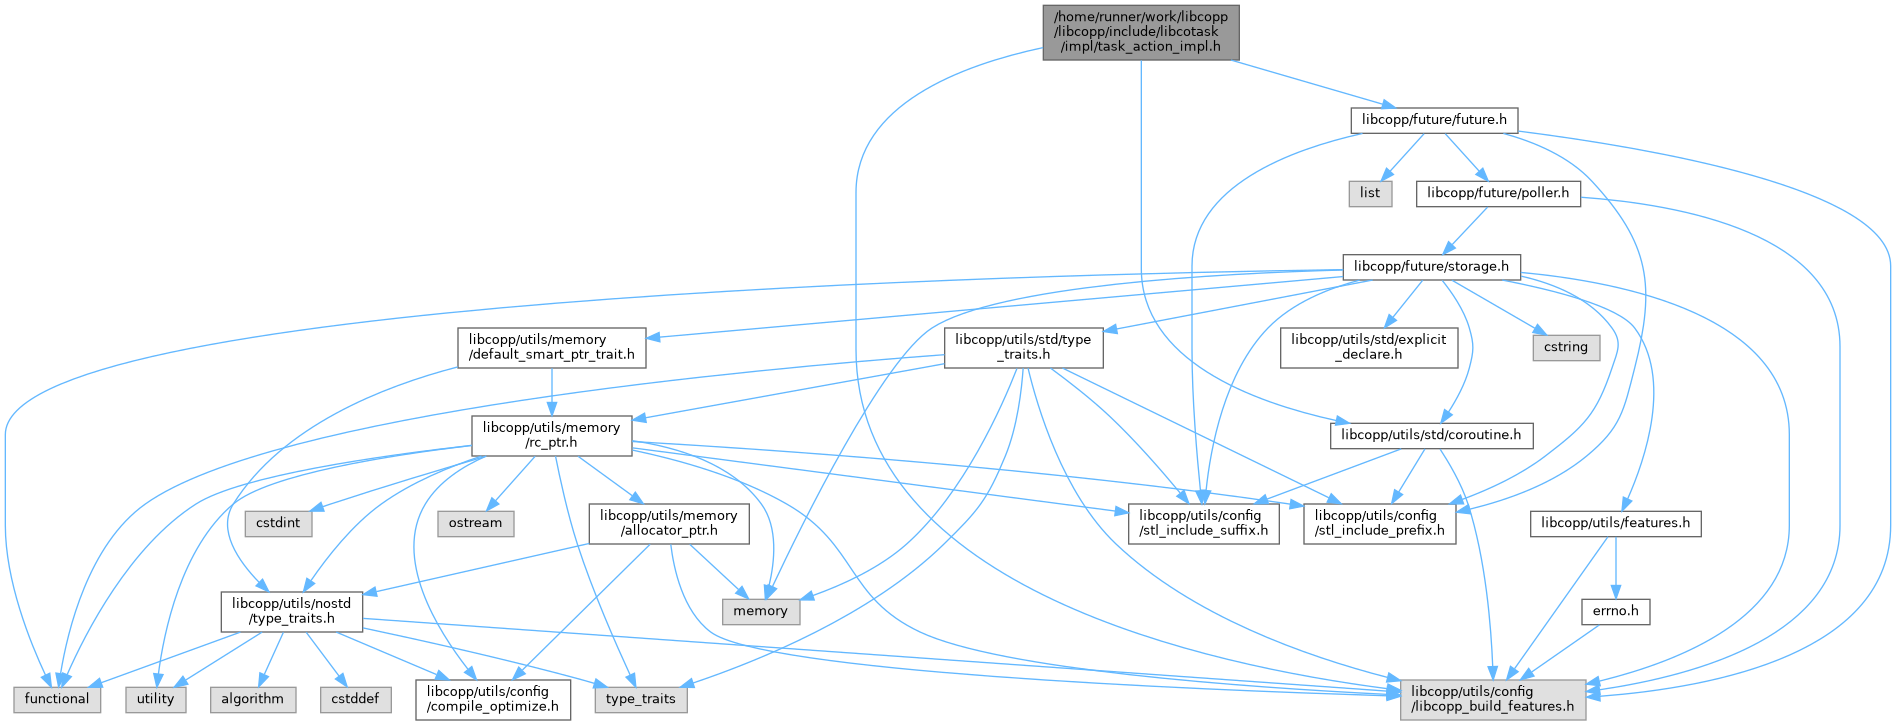 /home/runner/work/libcopp
/libcopp/include/libcotask
/impl/task_action_impl.h
libcopp/future/future.h
list
libcopp/future/poller.h
libcopp/future/storage.h
libcopp/utils/memory
/default_smart_ptr_trait.h
libcopp/utils/std/type
_traits.h
libcopp/utils/std/explicit
_declare.h
cstring
libcopp/utils/memory
/rc_ptr.h
libcopp/utils/std/coroutine.h
cstdint
ostream
libcopp/utils/memory
/allocator_ptr.h
libcopp/utils/config
/stl_include_suffix.h
libcopp/utils/config
/stl_include_prefix.h
libcopp/utils/features.h
libcopp/utils/nostd
/type_traits.h
memory
errno.h
functional
utility
algorithm
cstddef
libcopp/utils/config
/compile_optimize.h
type_traits
libcopp/utils/config
/libcopp_build_features.h